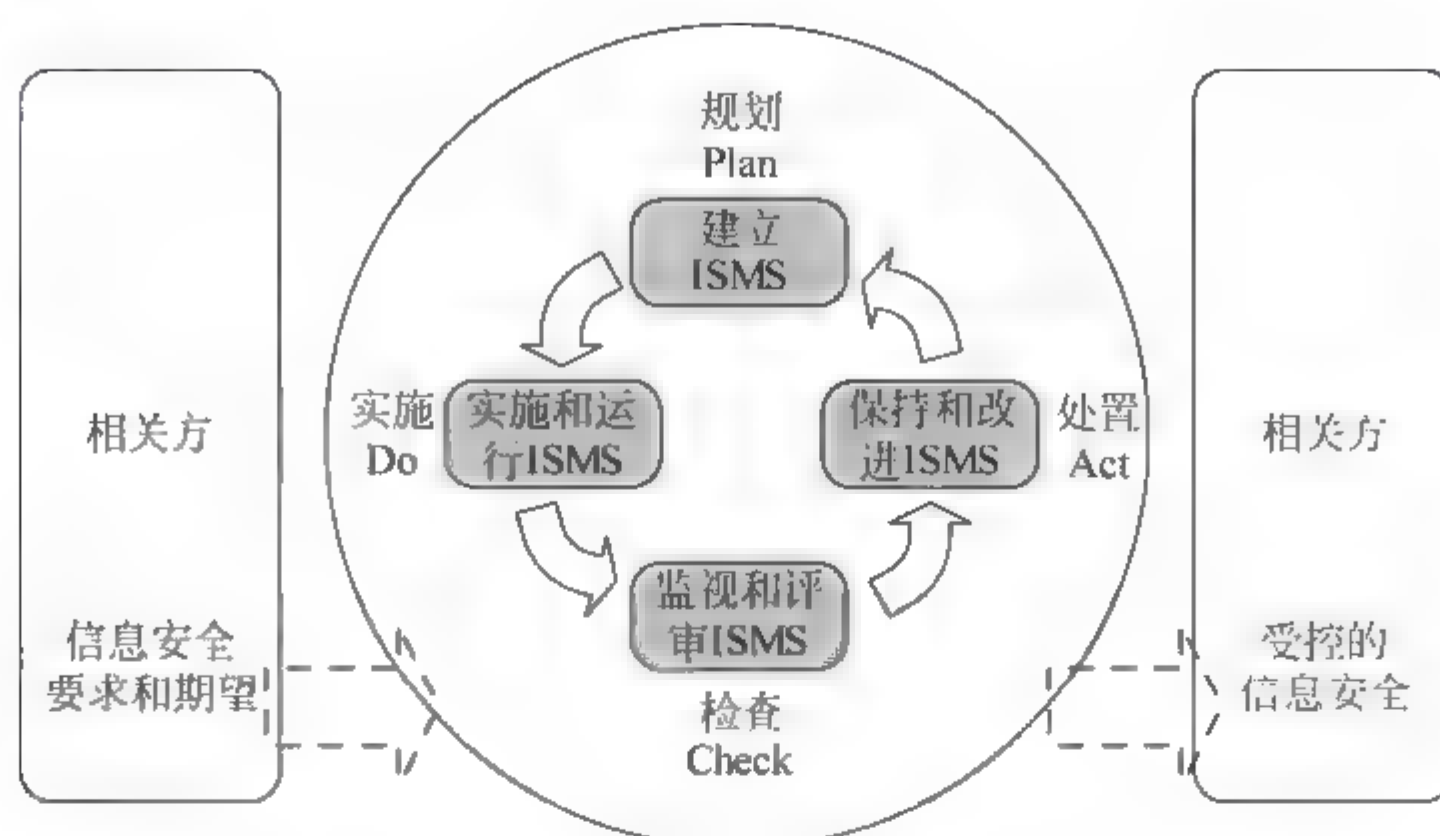 规划
Plan
建立
ISMS
实施
Do
实施和运
行ISMS
保持和改
进ISMS
处置
Act
监视和评
审ISMS
检查
Check
相关方
信息安全
要求和期望
相关方
受控的
信息安全